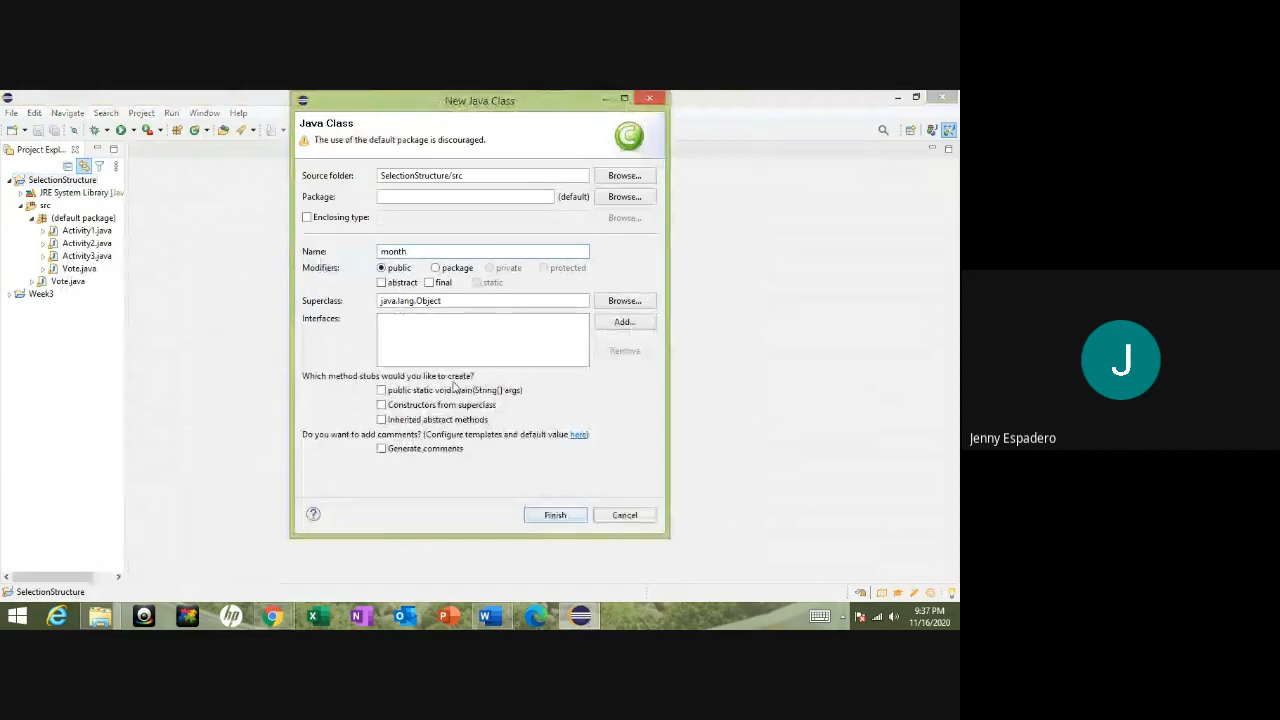 New Java Class
File Edit Navigate Search Project Run Window Help
Java Class
The use of the default package is discouraged.
Project Expl...
SelectionStructure
JRE System Library [Jav
src
(default package)
Activity1.java
Activity2.java
Activity3.java
Vote.java
Vote.java
Week3
Source folder: SelectionStructure/src Browse...
Package: (default) Browse...
Enclosing type: Browse...
Name: month
Modifiers: public package private protected
abstract final static
Superclass: java.lang.Object Browse...
Interfaces: Add...
Remove
Which method stubs would you like to create?
public static void main(String[] args)
Constructors from superclass
Inherited abstract methods
Do you want to add comments? (Configure templates and default value here)
Generate comments
Finish Cancel
SelectionStructure
9:37 PM
11/16/2020
J
Jenny Espadero